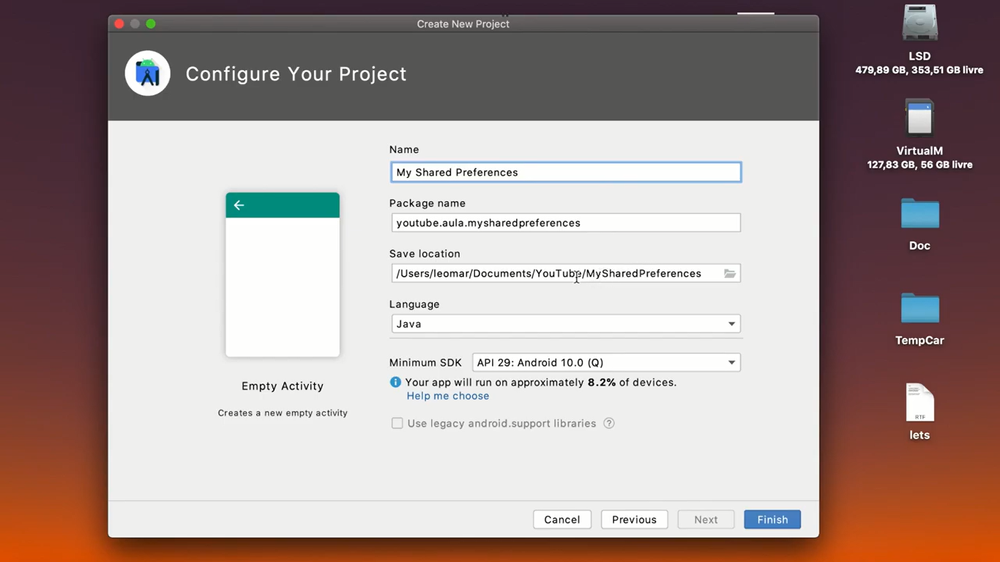 Create New Project
Configure Your Project
Name
My Shared Preferences
Package name
youtube.aula.mysharedpreferences
Save location
/Users/leomar/Documents/YouTube/MySharedPreferences
Language
Java
Minimum SDK
API 29: Android 10.0 (Q)
Your app will run on approximately 8.2% of devices.
Help me choose
Use legacy android.support libraries
?
Empty Activity
Creates a new empty activity
Cancel
Previous
Next
Finish
LSD
479,89 GB, 353,51 GB livre
VirtualM
127,83 GB, 56 GB livre
Doc
TempCar
RTF
lets